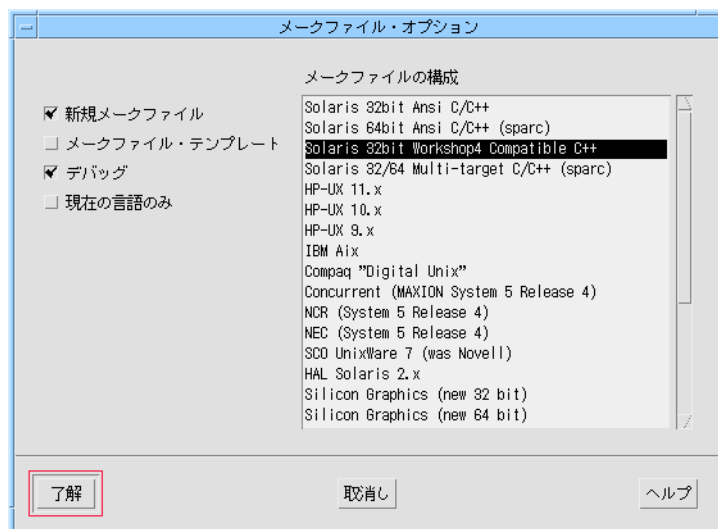 メークファイル・オプション
メークファイルの構成
新規メークファイル
メークファイル・テンプレート
デバッグ
現在の言語のみ
Solaris 32bit Ansi C/C++
Solaris 64bit Ansi C/C++ (sparc)
Solaris 32bit Workshop4 Compatible C++
Solaris 32/64 Multi-target C/C++ (sparc)
HP-UX 11.x
HP-UX 10.x
HP-UX 9.x
IBM Aix
Compaq "Digital Unix"
Concurrent (MAXION System 5 Release 4)
NCR (System 5 Release 4)
NEC (System 5 Release 4)
SCO UnixWare 7 (was Novell)
HAL Solaris 2.x
Silicon Graphics (new 32 bit)
Silicon Graphics (new 64 bit)
了解
取消し
ヘルプ